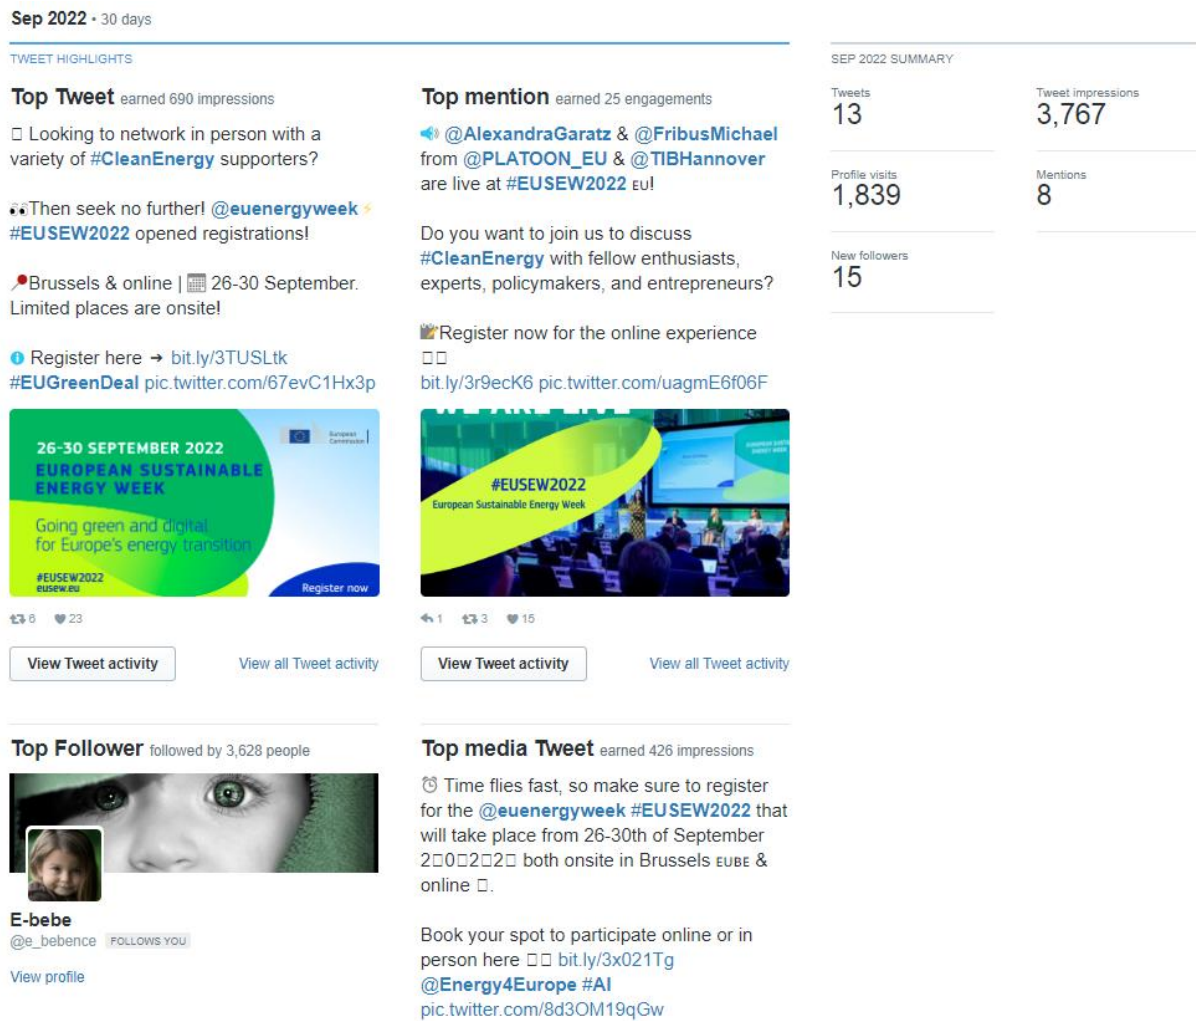 Sep 2022 • 30 days
TWEET HIGHLIGHTS
Top Tweet earned 690 impressions
Looking to network in person with a
variety of #CleanEnergy supporters?
Then seek no further! @euenergyweek
#EUSEW2022 opened registrations!
Brussels & online | 26-30 September.
Limited places are onsite!
Register here → bit.ly/3TUSLtk
#EUGreenDeal pic.twitter.com/67evC1Hx3p
26-30 SEPTEMBER 2022
EUROPEAN SUSTAINABLE
ENERGY WEEK
Going green and digital
for Europe's energy transition
#EUSEW2022
eusew.eu
European
Commission
Register now
6 23
View Tweet activity
View all Tweet activity
Top mention earned 25 engagements
@AlexandraGaratz & @FribusMichael
from @PLATOON_EU & @TIBHannover
are live at #EUSEW2022 EU!
Do you want to join us to discuss
#CleanEnergy with fellow enthusiasts,
experts, policymakers, and entrepreneurs?
Register now for the online experience
bit.ly/3r9ecK6 pic.twitter.com/uagmE6f06F
WE ARE LIVE
#EUSEW2022
European Sustainable Energy Week
1 3 15
View Tweet activity
View all Tweet activity
Top Follower followed by 3,628 people
E-bebe
@e_bebence FOLLOWS YOU
View profile
Top media Tweet earned 426 impressions
Time flies fast, so make sure to register
for the @euenergyweek #EUSEW2022 that
will take place from 26-30th of September
2□0□2□2□ both onsite in Brussels EUBE &
online □.
Book your spot to participate online or in
person here □□ bit.ly/3x021Tg
@Energy4Europe #AI
pic.twitter.com/8d3OM19qGw
SEP 2022 SUMMARY
Tweets
13
Tweet impressions
3,767
Profile visits
1,839
Mentions
8
New followers
15